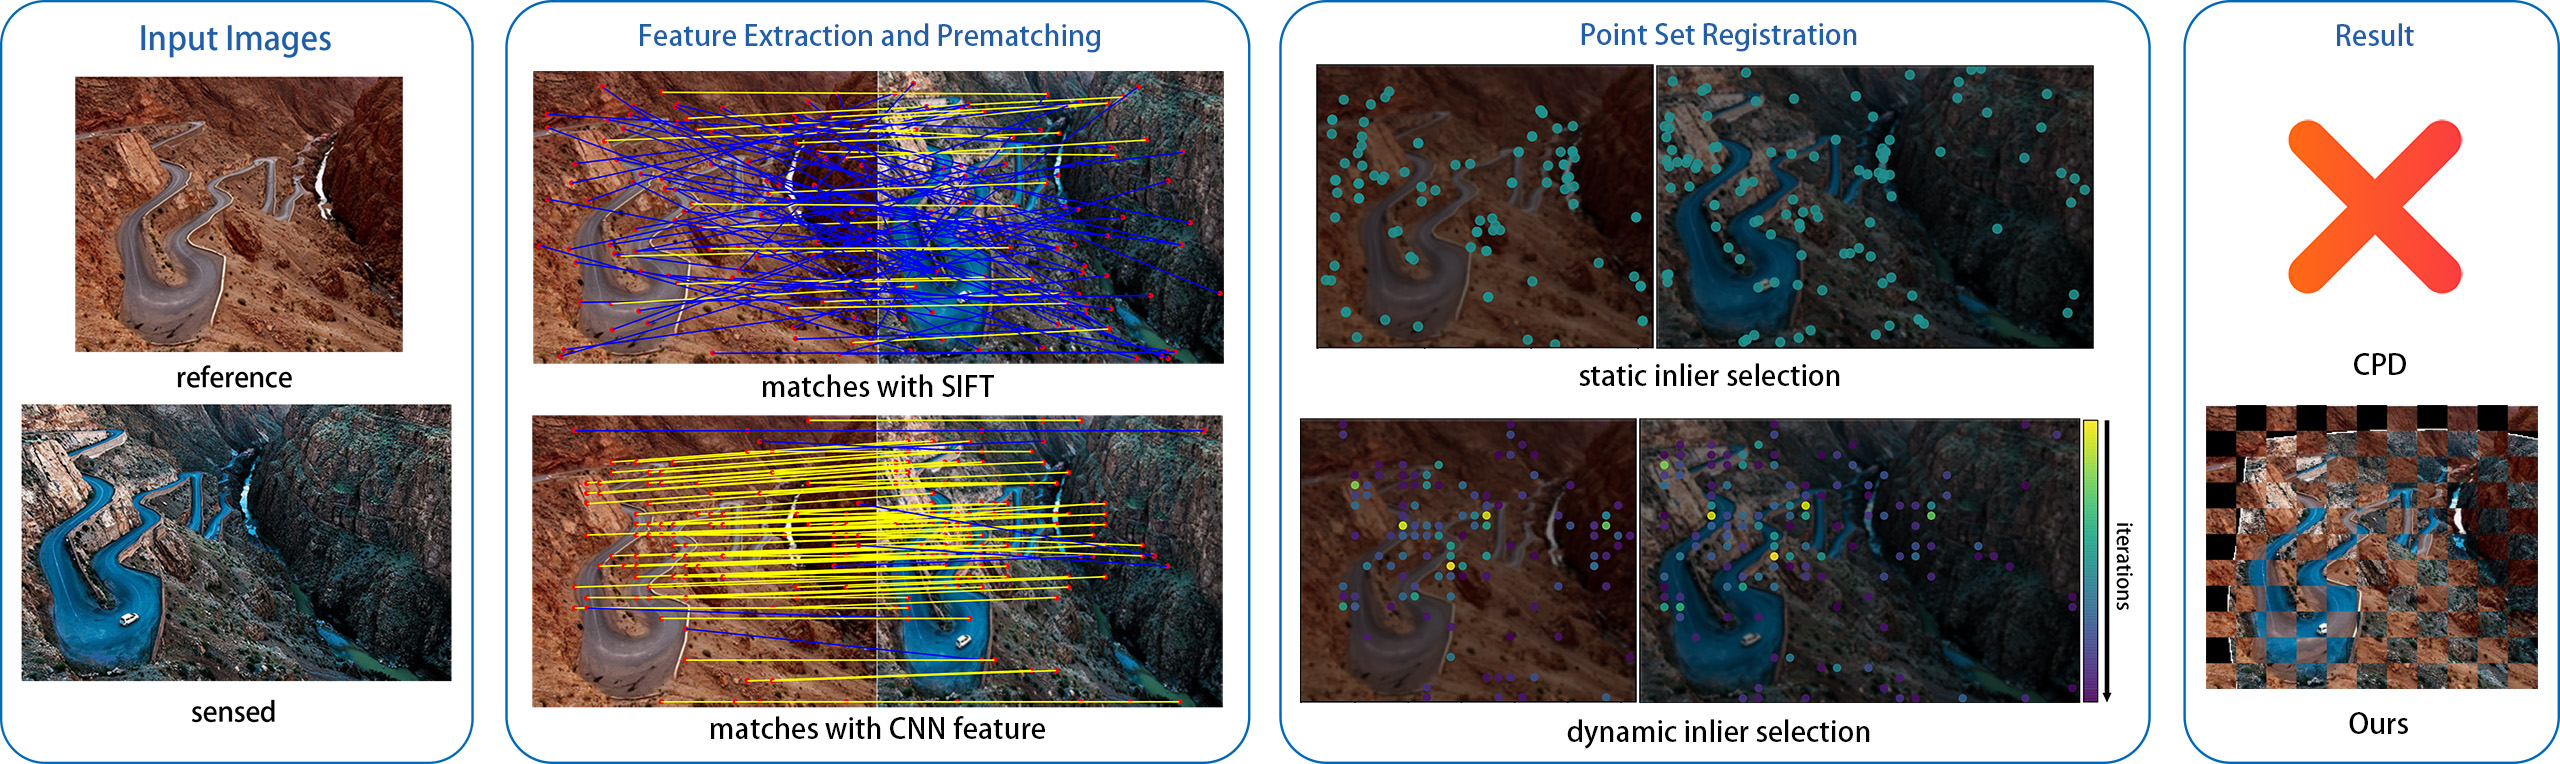 Input Images
reference
sensed
Feature Extraction and Prematching
matches with SIFT
matches with CNN feature
Point Set Registration
static inlier selection
dynamic inlier selection
iterations
Result
CPD
Ours